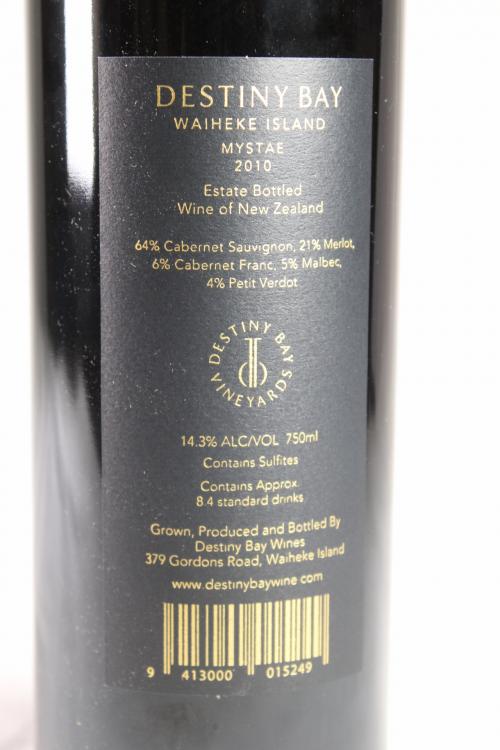 DESTINY BAY
WAIHEKE ISLAND
MYSTAE
2010
Estate Bottled
Wine of New Zealand
64% Cabernet Sauvignon, 21% Merlot,
6% Cabernet Franc, 5% Malbec,
4% Petit Verdot
DESTINY BAY
VINEYARDS
14.3% ALC/VOL 750ml
Contains Sulfites
Contains Approx.
8.4 standard drinks
Grown, Produced and Bottled By
Destiny Bay Wines
379 Gordons Road, Waiheke Island
www.destinybaywine.com
9 413000 015249